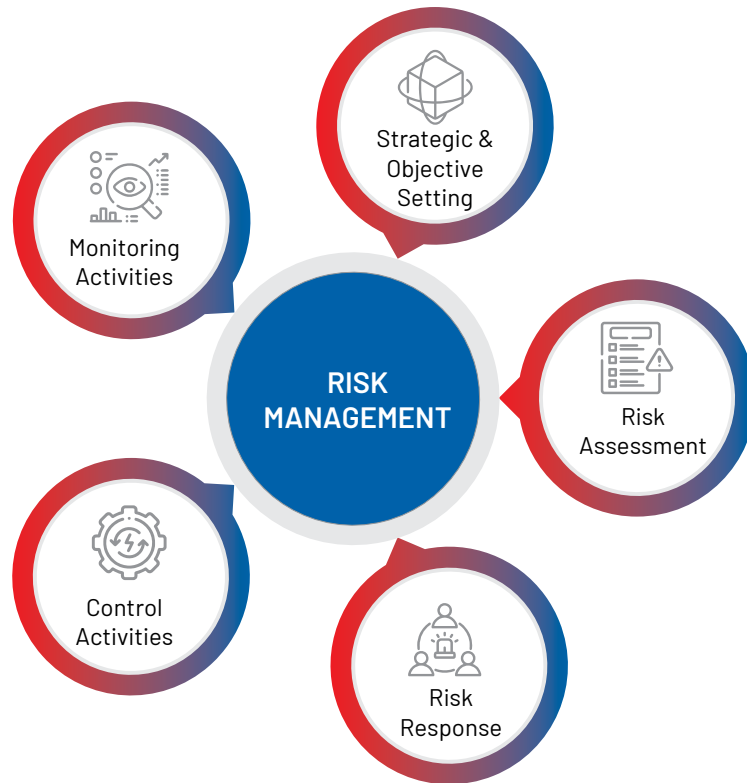 Strategic &
Objective
Setting
Monitoring
Activities
RISK
MANAGEMENT
Risk
Assessment
Control
Activities
Risk
Response